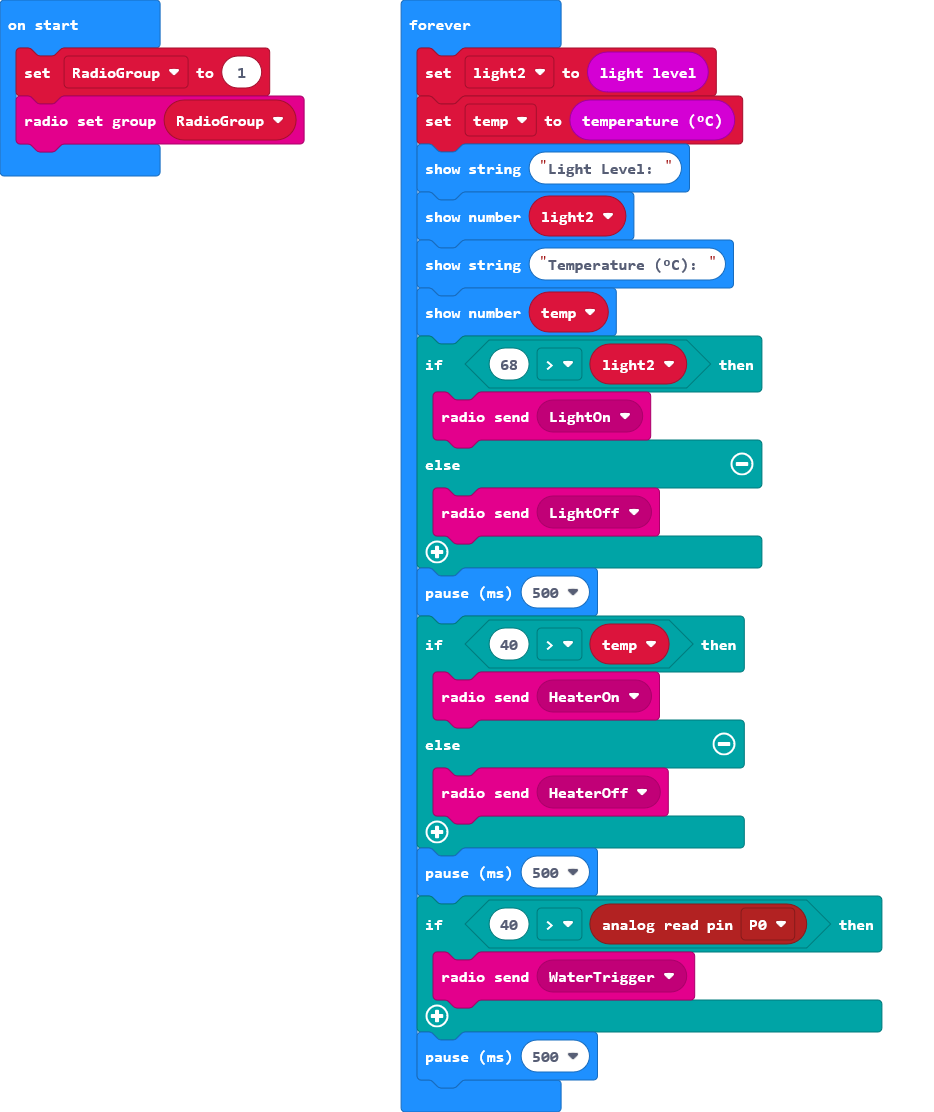 on start
set RadioGroup to 1
radio set group RadioGroup
forever
set light2 to light level
set temp to temperature (ºC)
show string "Light Level: "
show number light2
show string "Temperature (ºC): "
show number temp
if 68 > light2 then
radio send LightOn
else
radio send LightOff
pause (ms) 500
if 40 > temp then
radio send HeaterOn
else
radio send HeaterOff
pause (ms) 500
if 40 > analog read pin P0 then
radio send WaterTrigger
pause (ms) 500